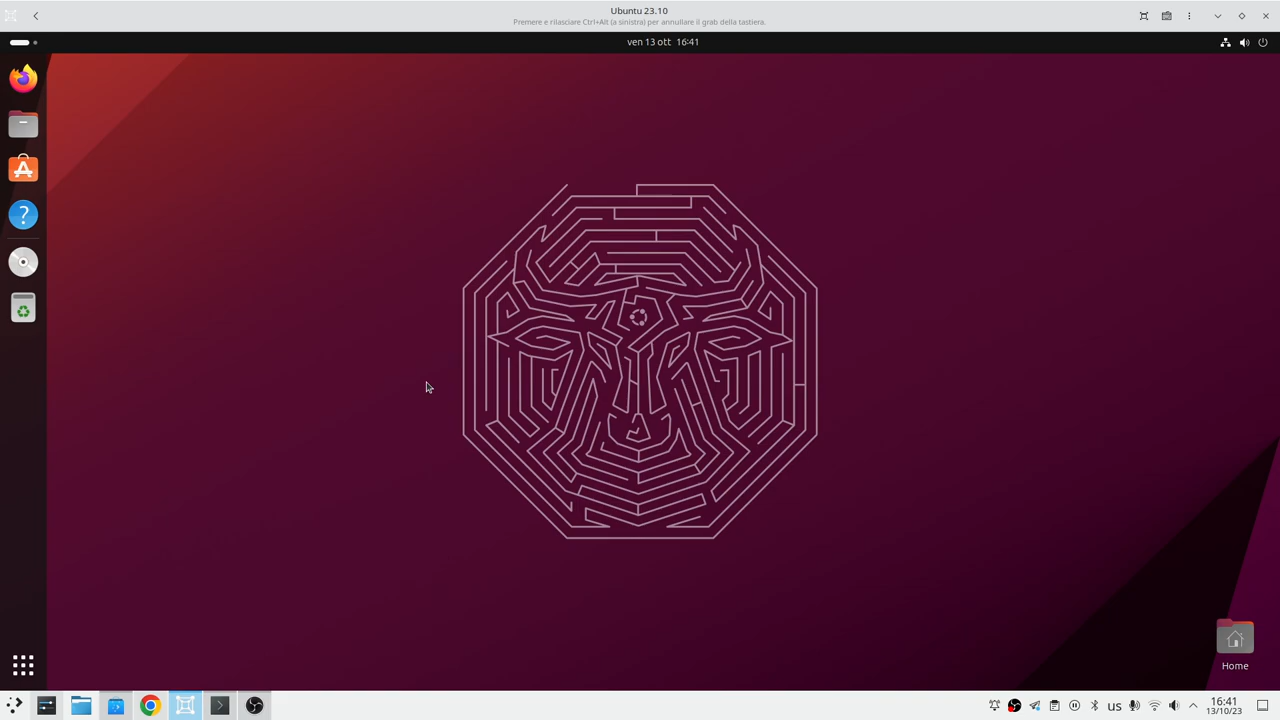 Ubuntu 23.10
Premere e rilasciare Ctrl+Alt (a sinistra) per annullare il grab della tastiera.
ven 13 ott 16:41
Home
us
16:41
13/10/23